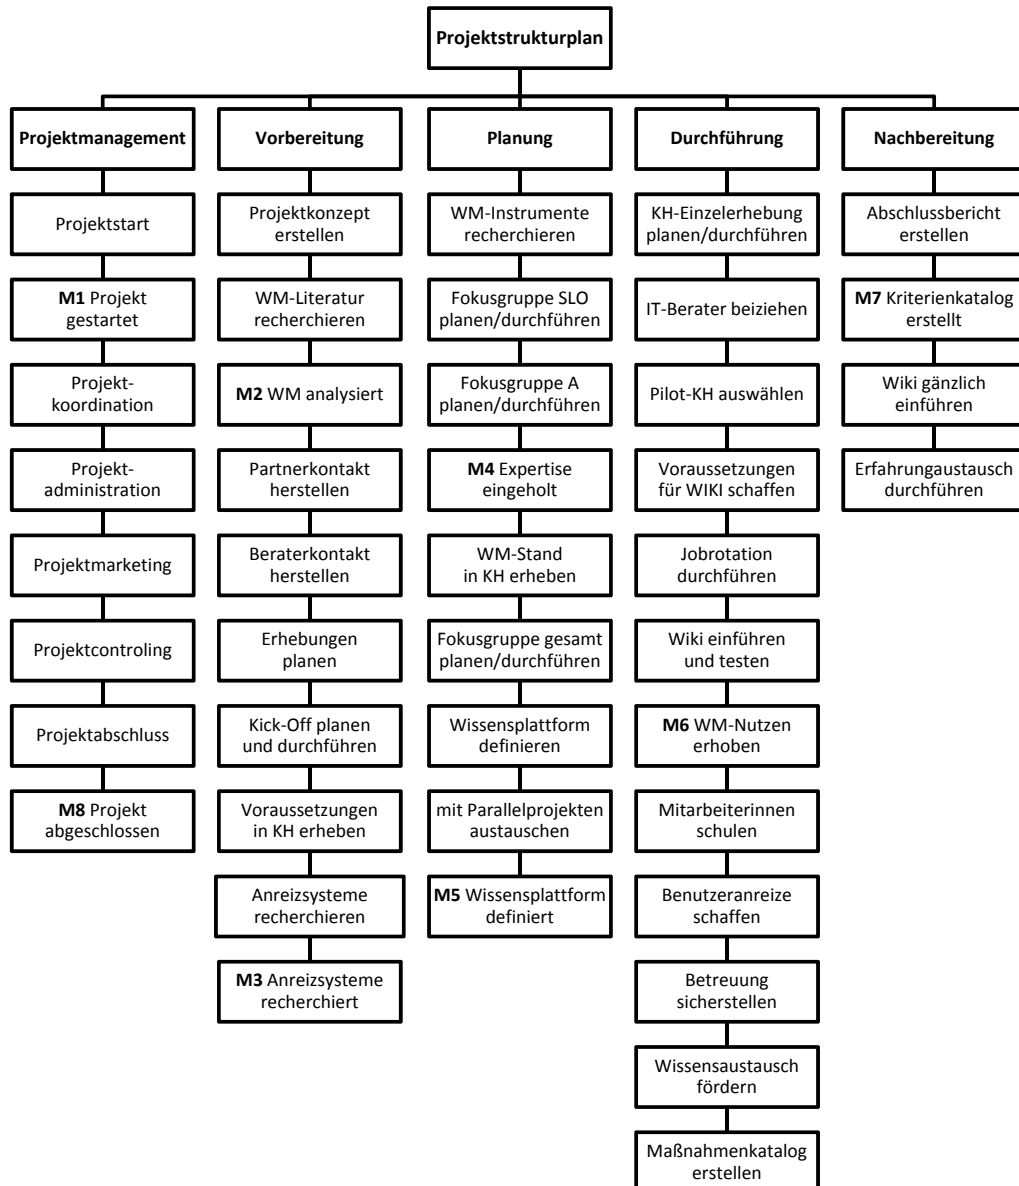 Projektstrukturplan
Projektmanagement
Projektstart
M1 Projekt
gestartet
Projekt-
koordination
Projekt-
administration
Projektmarketing
Projektcontroling
Projektabschluss
M8 Projekt
abgeschlossen
Vorbereitung
Projektkonzept
erstellen
WM-Literatur
recherchieren
M2 WM analysiert
Partnerkontakt
herstellen
Beraterkontakt
herstellen
Erhebungen
planen
Kick-Off planen
und durchführen
Voraussetzungen
in KH erheben
Anreizsysteme
recherchieren
M3 Anreizsysteme
recherchiert
Planung
WM-Instrumente
recherchieren
Fokusgruppe SLO
planen/durchführen
Fokusgruppe A
planen/durchführen
M4 Expertise
eingeholt
WM-Stand
in KH erheben
Fokusgruppe gesamt
planen/durchführen
Wissensplattform
definieren
mit Parallelprojekten
austauschen
M5 Wissensplattform
definiert
Durchführung
KH-Einzelerhebung
planen/durchführen
IT-Berater beiziehen
Pilot-KH auswählen
Voraussetzungen
für WIKI schaffen
Jobrotation
durchführen
Wiki einführen
und testen
M6 WM-Nutzen
erhoben
Mitarbeiterinnen
schulen
Benutzeranreize
schaffen
Betreuung
sicherstellen
Wissensaustausch
fördern
Maßnahmenkatalog
erstellen
Nachbereitung
Abschlussbericht
erstellen
M7 Kriterienkatalog
erstellt
Wiki gänzlich
einführen
Erfahrungaustausch
durchführen